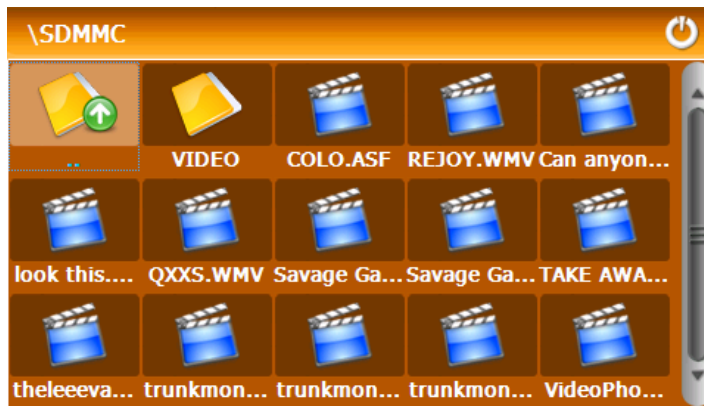 \SDMMC
..
VIDEO
COLO.ASF
REJOY.WMV
Can anyon...
look this....
QXXS.WMV
Savage Ga...
Savage Ga...
TAKE AWA...
theleeeva...
trunkmon...
trunkmon...
trunkmon...
VideoPho...